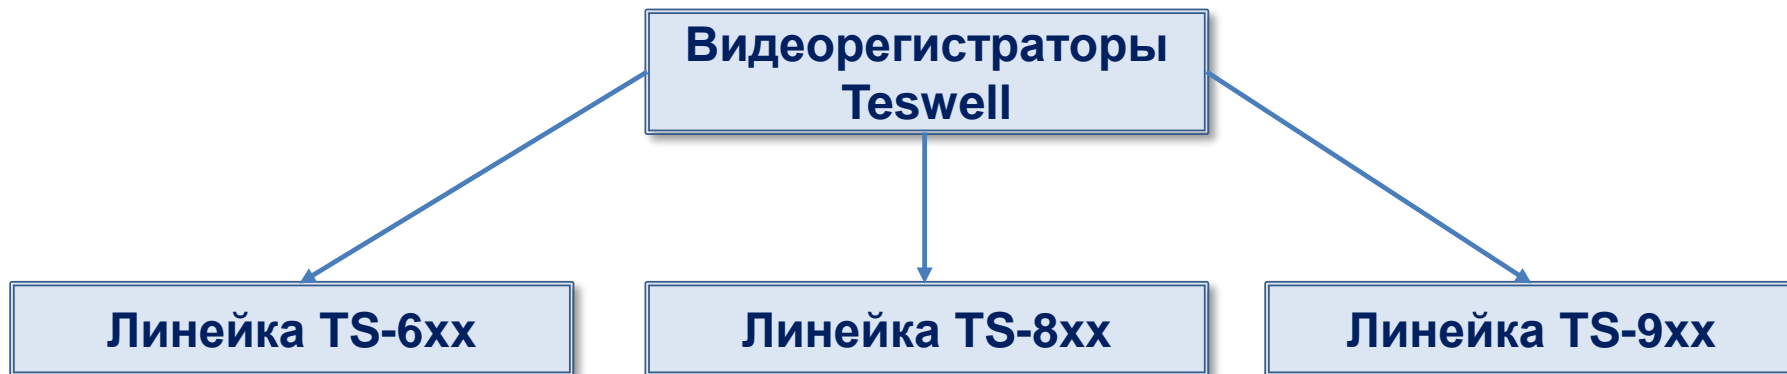 Видеорегистраторы
Teswell
Линейка TS-6xx
Линейка TS-8xx
Линейка TS-9xx